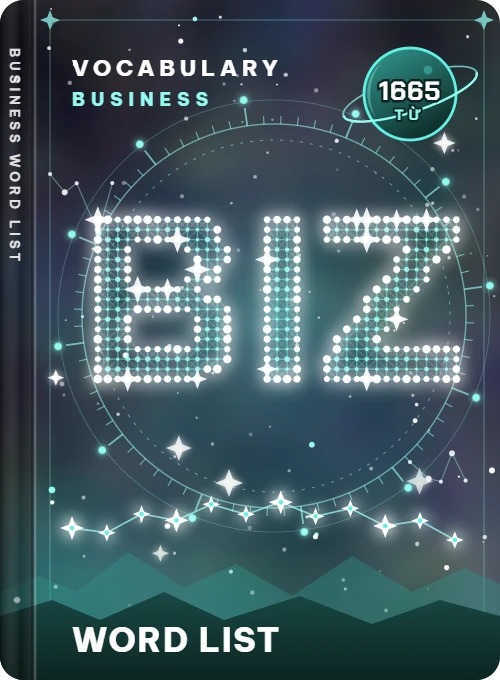 BUSINESS WORD LIST
VOCABULARY
BUSINESS
1665
TỪ
BIZ
WORD LIST